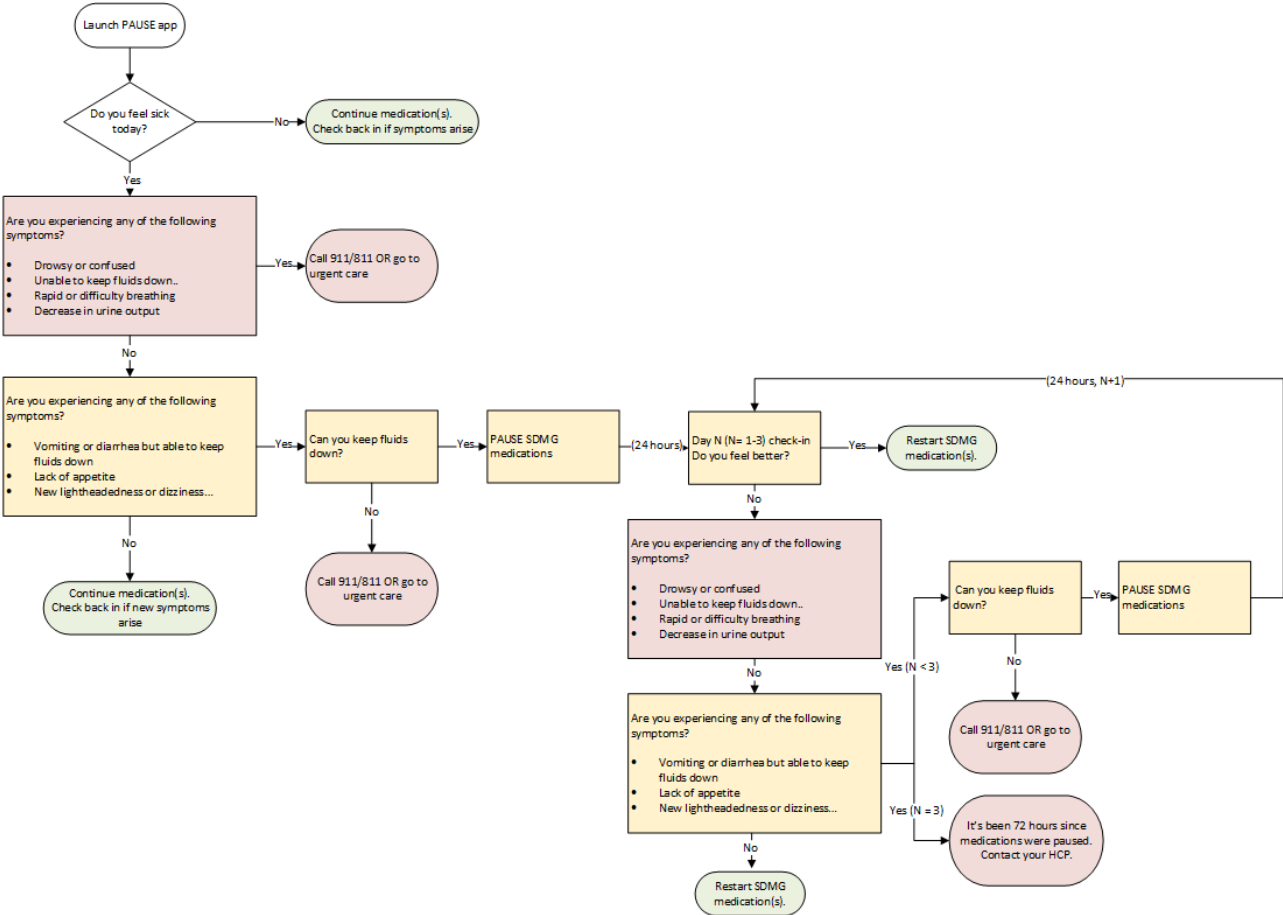 Launch PAUSE app
Do you feel sick
today?
No
Continue medication(s).
Check back in if symptoms arise
Yes
Are you experiencing any of the following
symptoms?
• Drowsy or confused
• Unable to keep fluids down..
• Rapid or difficulty breathing
• Decrease in urine output
Yes
Call 911/811 OR go to
urgent care
No
Are you experiencing any of the following
symptoms?
• Vomiting or diarrhea but able to keep
fluids down
• Lack of appetite
• New lightheadedness or dizziness...
Yes
Can you keep fluids
down?
Yes
PAUSE SDMG
medications
(24 hours)
Day N (N= 1-3) check-in
Do you feel better?
Yes
Restart SDMG
medication(s).
(24 hours, N+1)
No
Continue medication(s).
Check back in if new symptoms
arise
No
Call 911/811 OR go to
urgent care
No
Are you experiencing any of the following
symptoms?
• Drowsy or confused
• Unable to keep fluids down..
• Rapid or difficulty breathing
• Decrease in urine output
No
Are you experiencing any of the following
symptoms?
• Vomiting or diarrhea but able to keep
fluids down
• Lack of appetite
• New lightheadedness or dizziness...
Yes (N < 3)
Can you keep fluids
down?
Yes
PAUSE SDMG
medications
No
Call 911/811 OR go to
urgent care
Yes (N = 3)
It's been 72 hours since
medications were paused.
Contact your HCP.
No
Restart SDMG
medication(s).